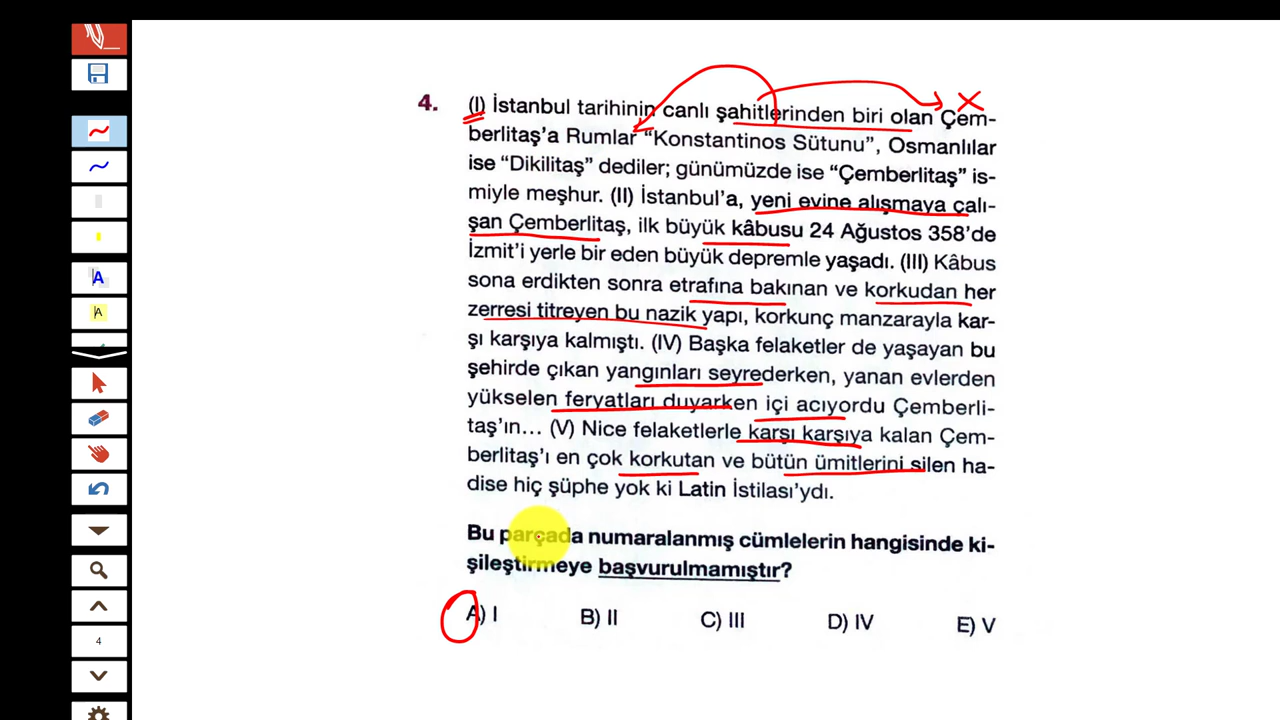 4. (I) İstanbul tarihinin canlı şahitlerinden biri olan Çem-
berlitaş’a Rumlar “Konstantinos Sütunu”, Osmanlılar
ise “Dikilitaş” dediler; günümüzde ise “Çemberlitaş” is-
miyle meşhur. (II) İstanbul’a, yeni evine alışmaya çalı-
şan Çemberlitaş, ilk büyük kâbusu 24 Ağustos 358’de
İzmit’i yerle bir eden büyük depremle yaşadı. (III) Kâbus
sona erdikten sonra etrafına bakınan ve korkudan her
zerresi titreyen bu nazik yapı, korkunç manzarayla kar-
şı karşıya kalmıştı. (IV) Başka felaketler de yaşayan bu
şehirde çıkan yangınları seyrederken, yanan evlerden
yükselen feryatları duyarken içi acıyordu Çemberli-
taş’ın... (V) Nice felaketlerle karşı karşıya kalan Çem-
berlitaş’ı en çok korkutan ve bütün ümitlerini silen ha-
dise hiç şüphe yok ki Latin İstilası’ydı.
Bu parçada numaralanmış cümlelerin hangisinde ki-
şileştirmeye başvurulmamıştır?
A) I B) II C) III D) IV E) V
A
A
4